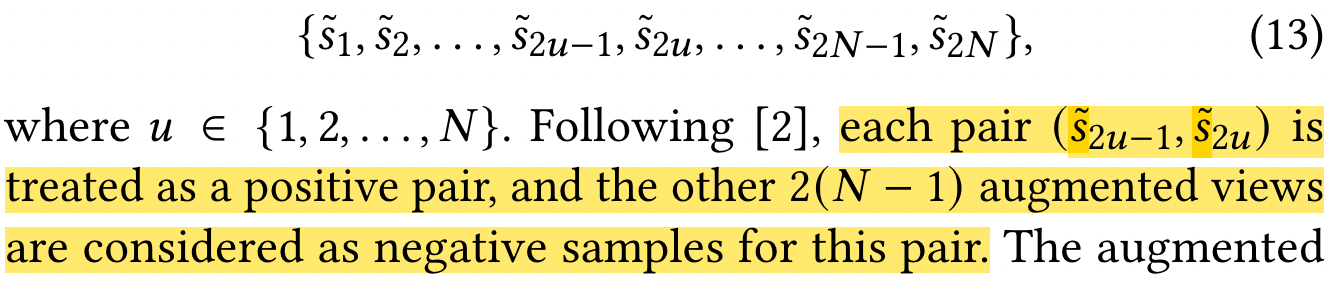 {s̃₁, s̃₂, . . . , s̃₂ᵤ₋₁, s̃₂ᵤ, . . . , s̃₂N₋₁, s̃₂N}, (13)
where u ∈ {1, 2, . . . , N}. Following [2], each pair (s̃₂ᵤ₋₁, s̃₂ᵤ) is
treated as a positive pair, and the other 2(N − 1) augmented views
are considered as negative samples for this pair. The augmented